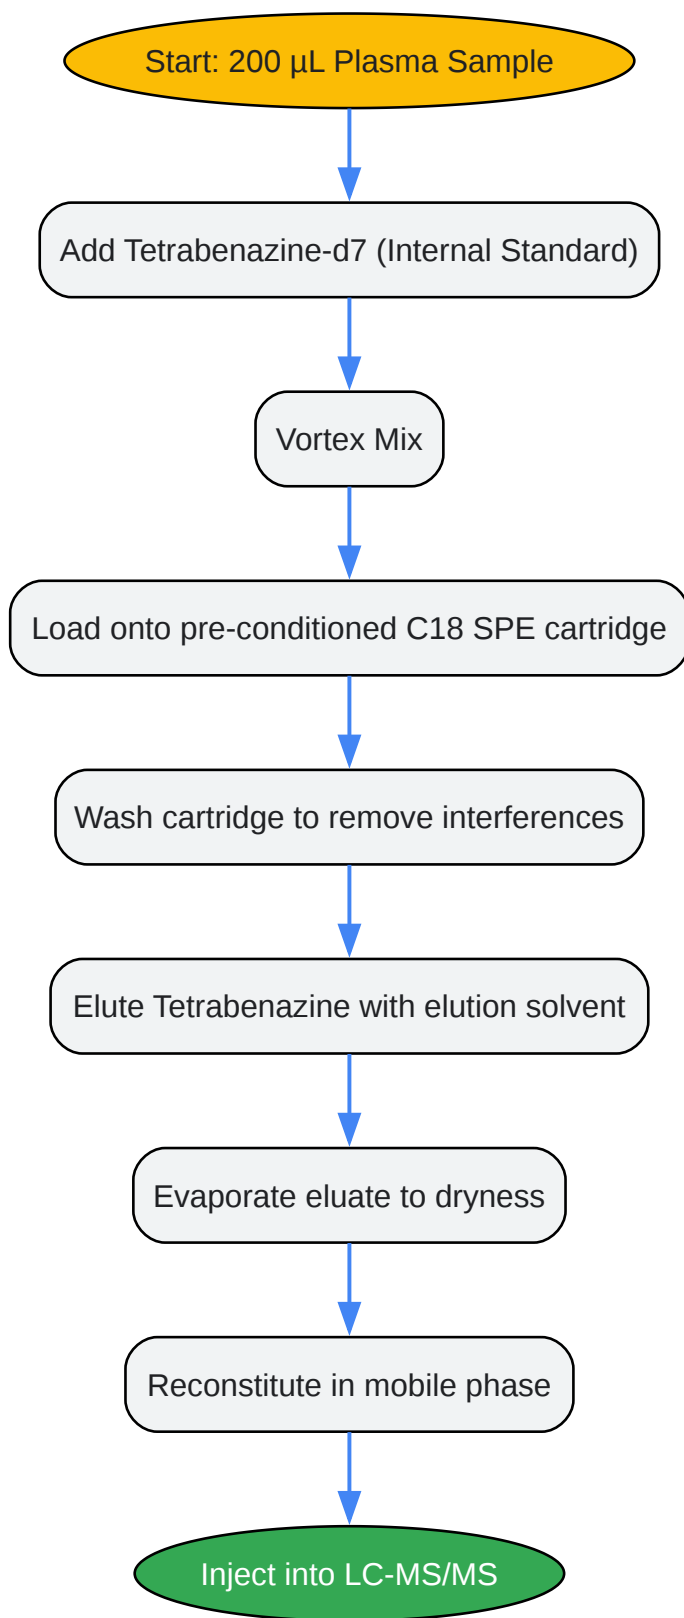 Start: 200 µL Plasma Sample
Add Tetrabenazine-d7 (Internal Standard)
Vortex Mix
Load onto pre-conditioned C18 SPE cartridge
Wash cartridge to remove interferences
Elute Tetrabenazine with elution solvent
Evaporate eluate to dryness
Reconstitute in mobile phase
Inject into LC-MS/MS